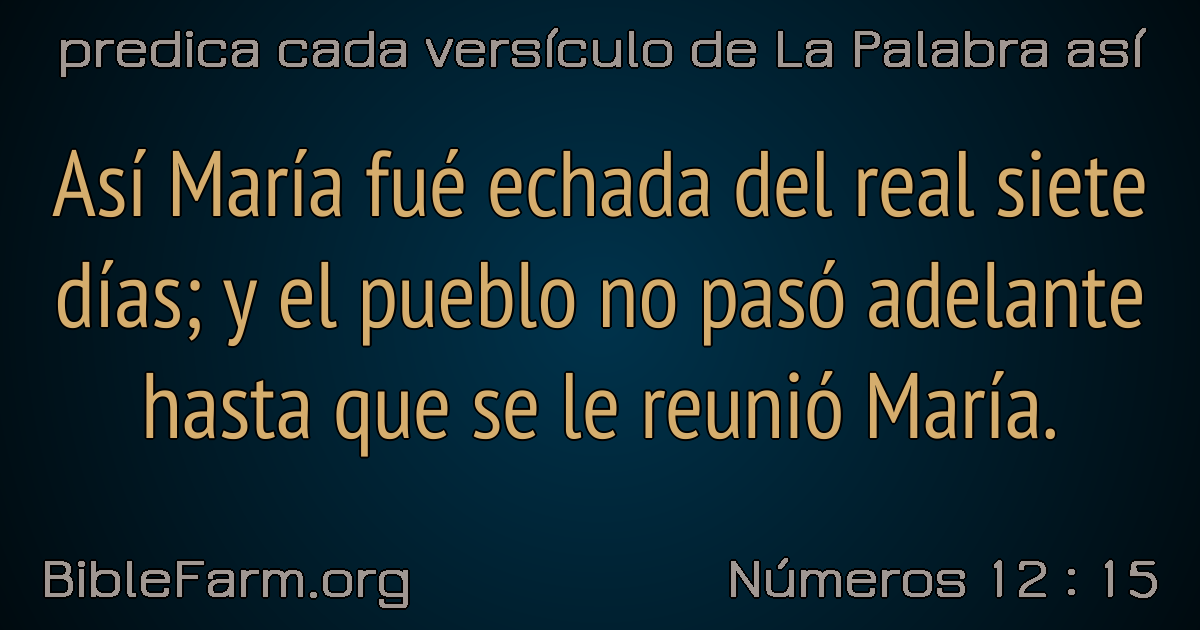 predica cada versículo de La Palabra así
Así María fué echada del real siete
días; y el pueblo no pasó adelante
hasta que se le reunió María.
BibleFarm.org
Números 12 : 15